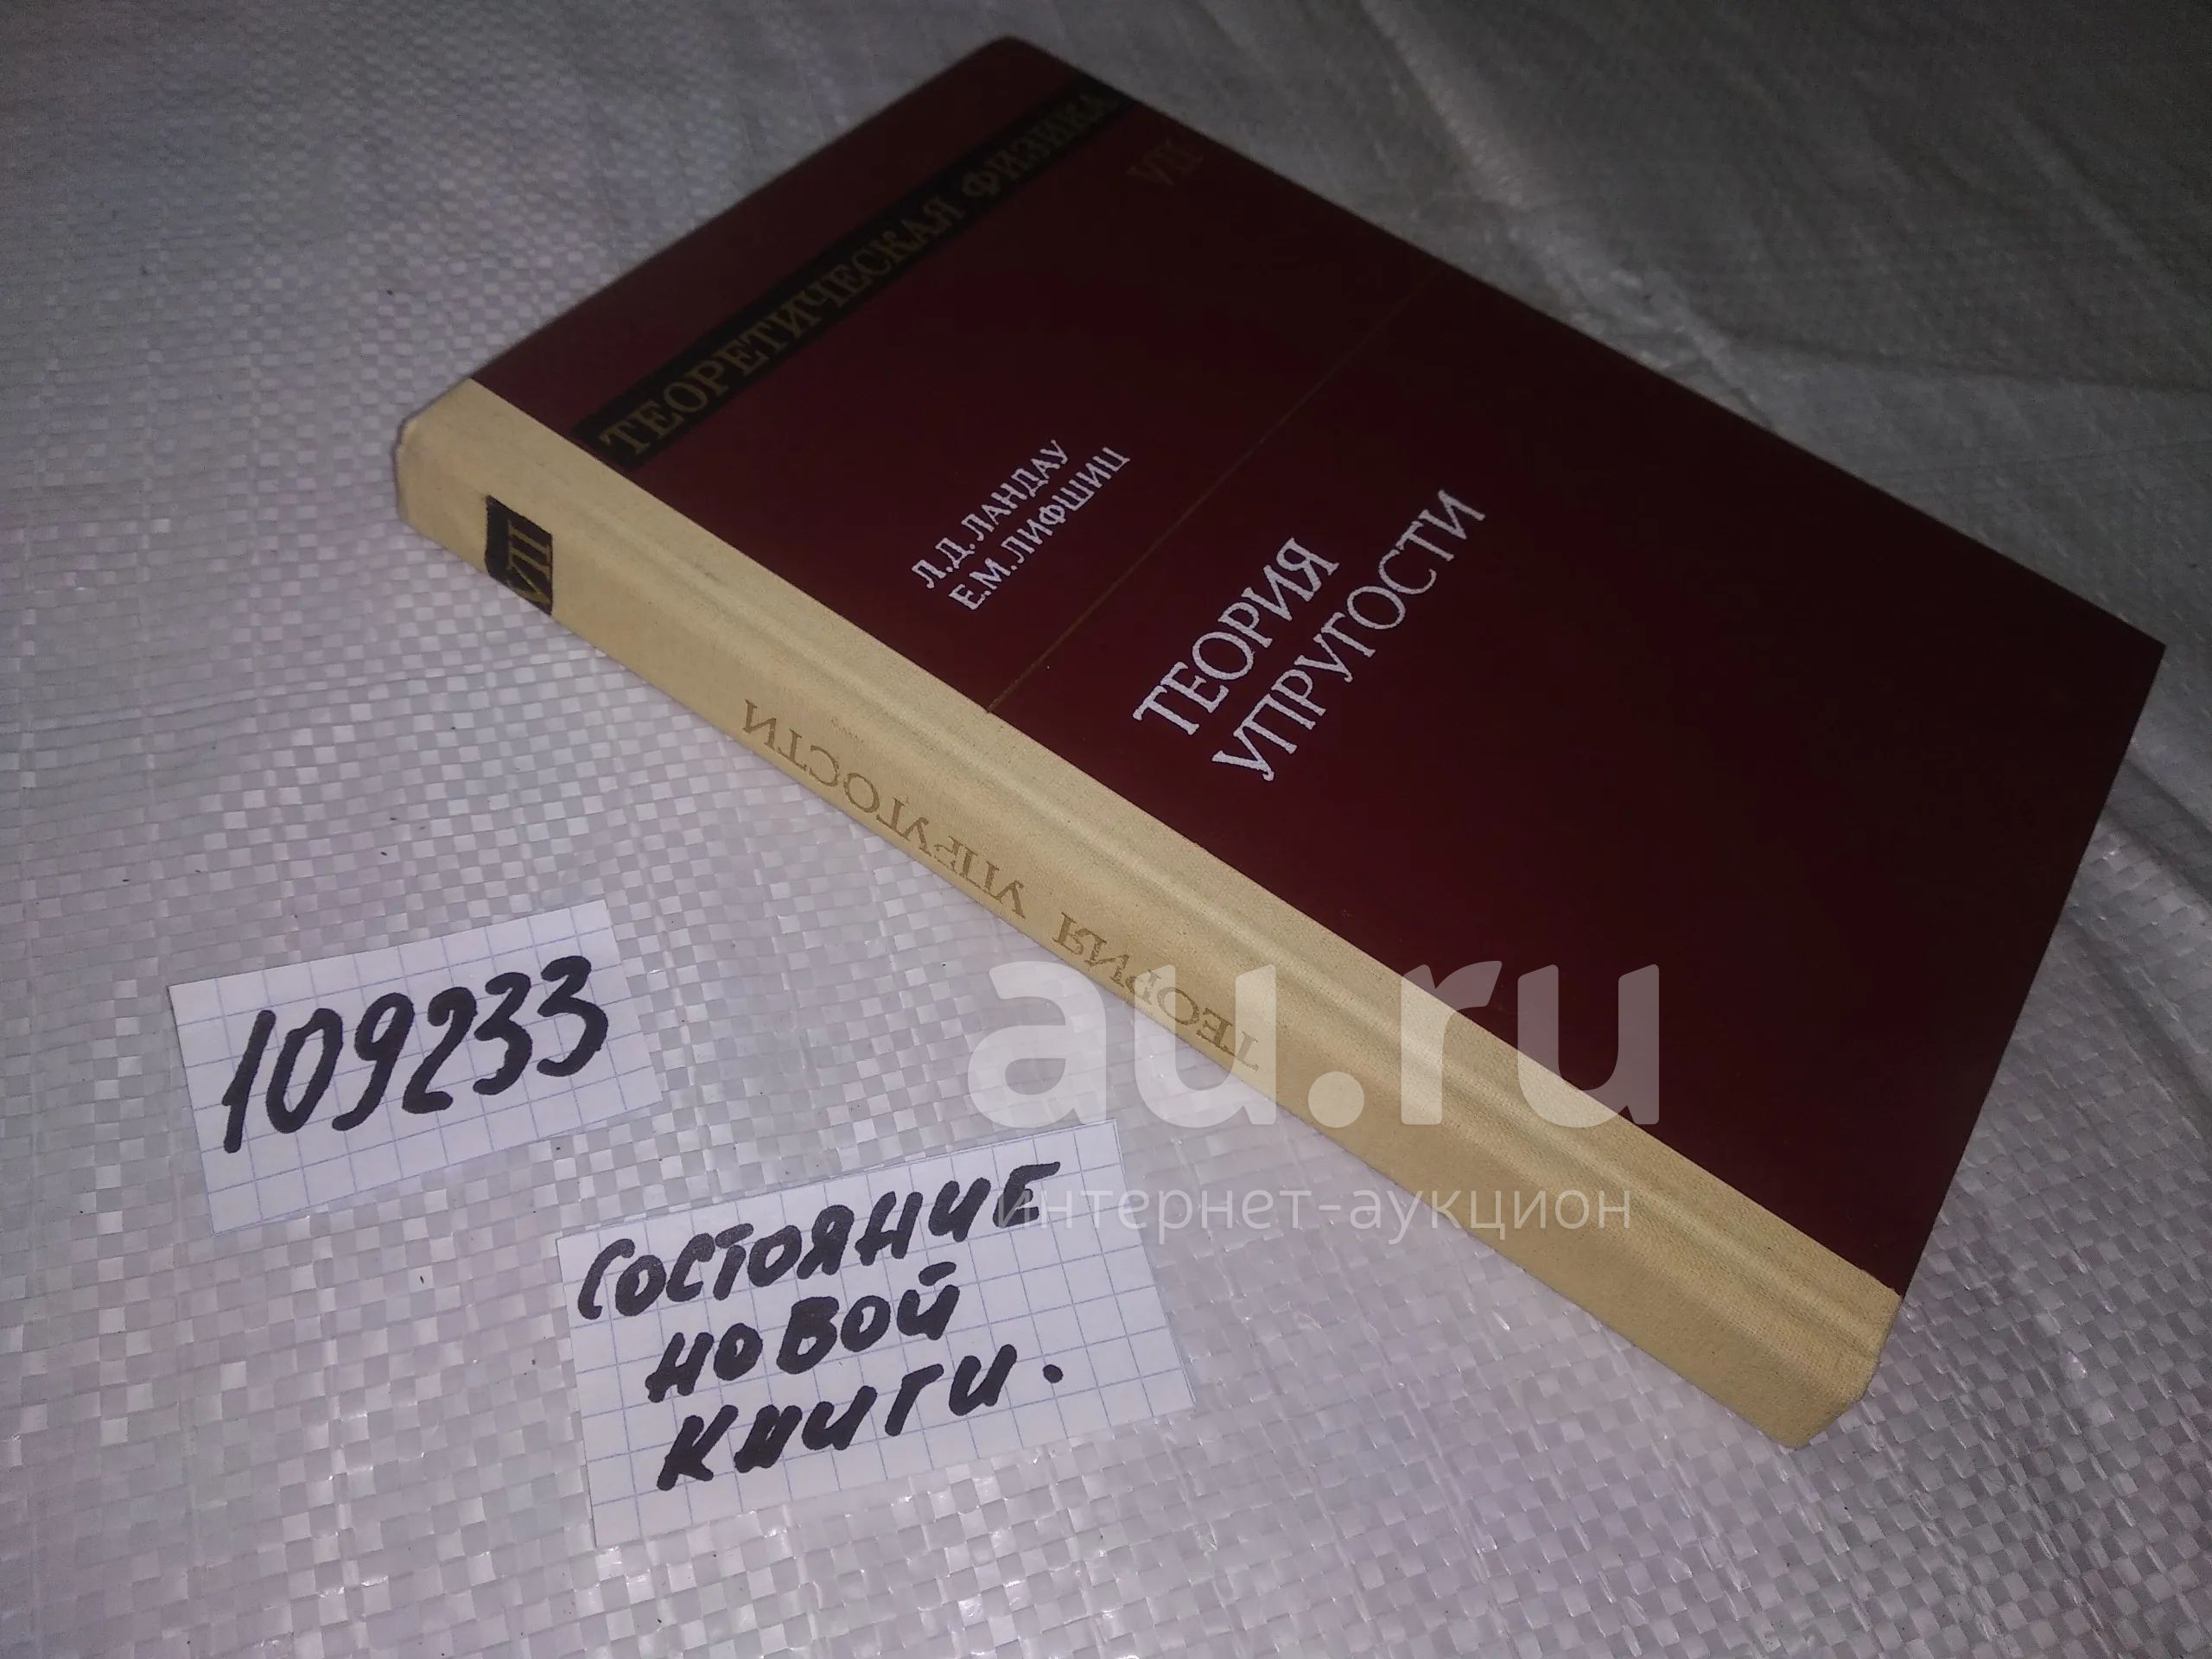 ТЕОРЕТИЧЕСКАЯ ФИЗИКА
VII
Л.Д.ЛАНДАУ
Е.М.ЛИФШИЦ
ТЕОРИЯ
УПРУГОСТИ
VII
ТЕОРИЯ УПРУГОСТИ
109233
СОСТОЯНИЕ
НОВОЙ
КНИГИ.
au.ru
интернет-аукцион